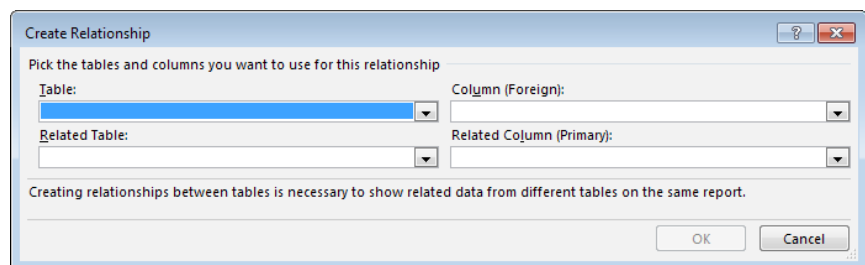 Create Relationship
Pick the tables and columns you want to use for this relationship
Table:
Column (Foreign):
Related Table:
Related Column (Primary):
Creating relationships between tables is necessary to show related data from different tables on the same report.
OK
Cancel